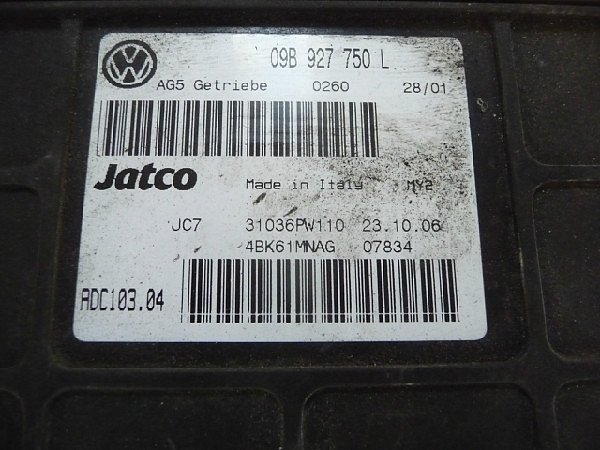 09B 927 750 L
AG5 Getriebe 0260 28/01
Jatco Made in Italy MY2
JC7 31036PW110 23.10.06
4BK61MNAG 07834
ADC103.04